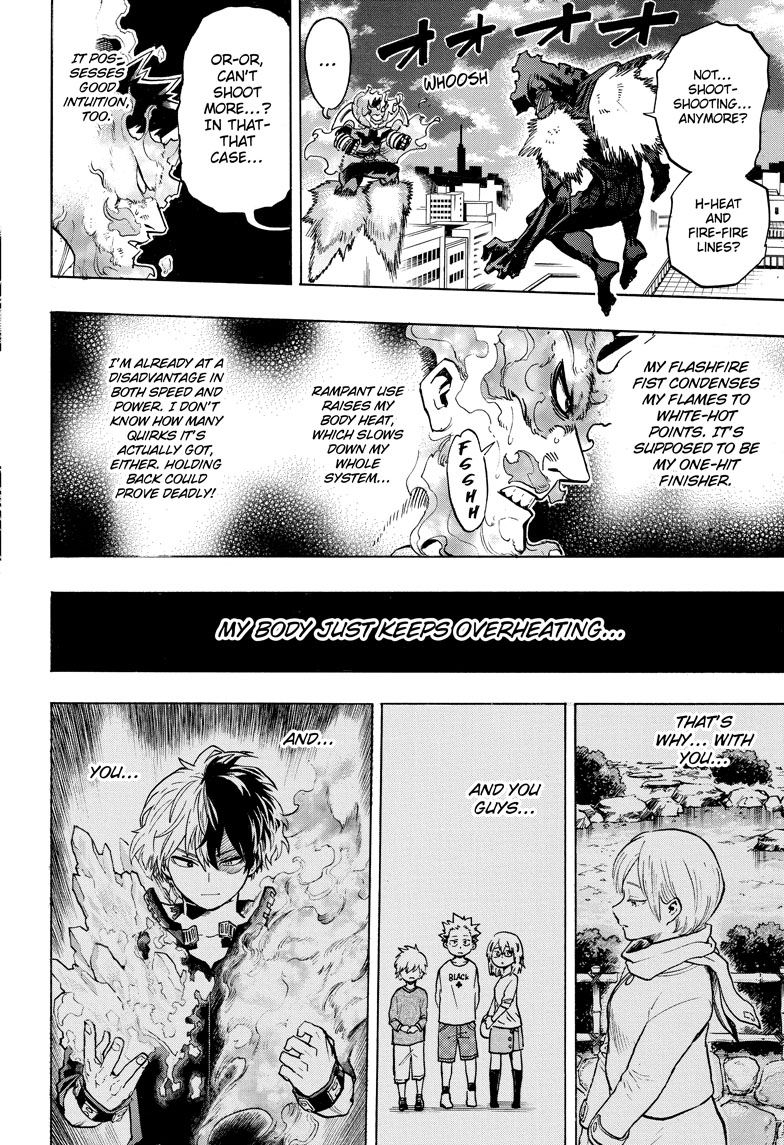 NOT...
SHOOT-
SHOOTING...
ANYMORE?
H-HEAT
AND
FIRE-FIRE
LINES?
オオオオ
WHOOSH
...
OR-OR,
CAN'T
SHOOT
MORE...?
IN THAT-
THAT
CASE...
IT POS-
SESSES
GOOD
INTUITION,
TOO.
MY FLASHFIRE
FIST CONDENSES
MY FLAMES TO
WHITE-HOT
POINTS. IT'S
SUPPOSED TO BE
MY ONE-HIT
FINISHER.
FSSHH
RAMPANT USE
RAISES MY
BODY HEAT,
WHICH SLOWS
DOWN MY
WHOLE
SYSTEM...
I'M ALREADY AT A
DISADVANTAGE IN
BOTH SPEED AND
POWER. I DON'T
KNOW HOW MANY
QUIRKS IT'S
ACTUALLY GOT,
EITHER. HOLDING
BACK COULD
PROVE DEADLY!
MY BODY JUST KEEPS OVERHEATING...
THAT'S
WHY... WITH
YOU...
AND YOU
GUYS...
BLACK
AND...
YOU...